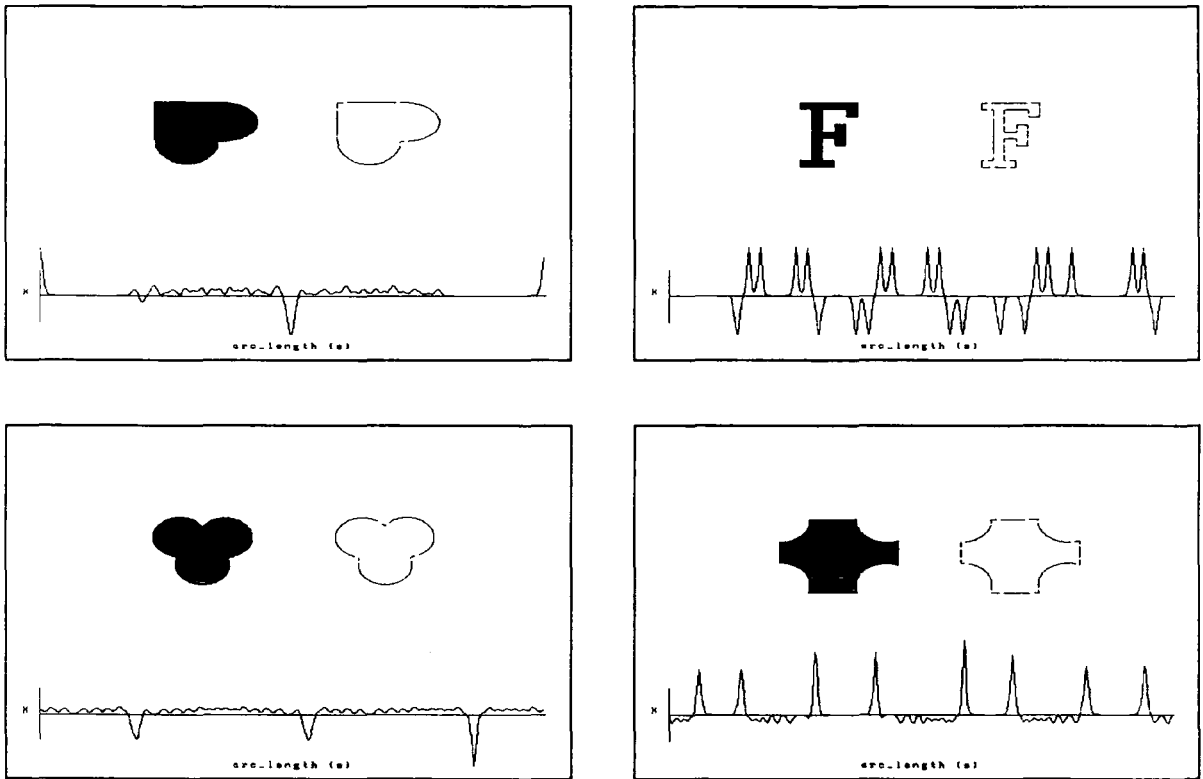 F
κ
arc_length (s)
κ
arc_length (s)
κ
arc_length (s)
κ
arc_length (s)